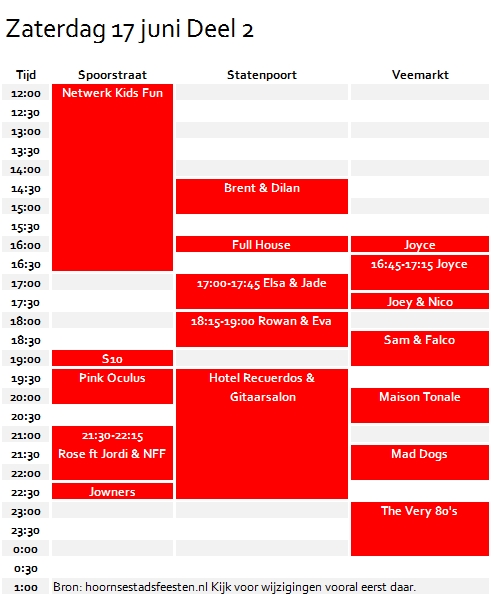 Zaterdag 17 juni Deel 2
Tijd Spoorstraat Statenpoort Veemarkt
12:00 Netwerk Kids Fun
12:30
13:00
13:30
14:00
14:30 Brent & Dilan
15:00
15:30
16:00 Full House Joyce
16:30 16:45-17:15 Joyce
17:00 17:00-17:45 Elsa & Jade
17:30 Joey & Nico
18:00 18:15-19:00 Rowan & Eva
18:30 Sam & Falco
19:00 S10
19:30 Pink Oculus Hotel Recuerdos &
20:00 Gitaarsalon Maison Tonale
20:30
21:00 21:30-22:15
21:30 Rose ft Jordi & NFF Mad Dogs
22:00
22:30 Jowners
23:00 The Very 80's
23:30
0:00
0:30
1:00 Bron: hoornsestadsfeesten.nl Kijk voor wijzigingen vooral eerst daar.